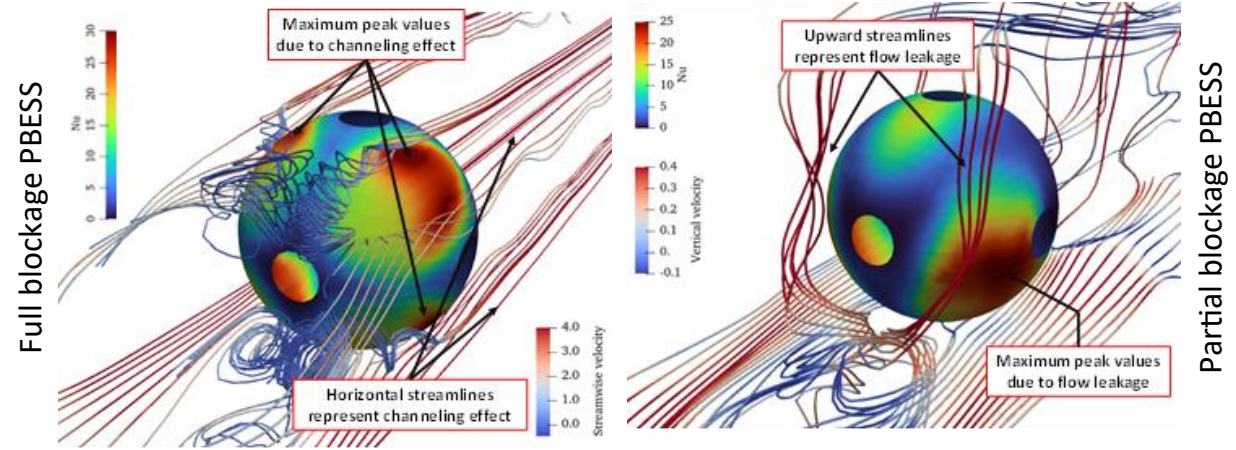 Full blockage PBESS
Maximum peak values
due to channeling effect
30
25
20
15
10
5
0
Nu
4.0
3.0
2.0
1.0
0.0
Streamwise velocity
Horizontal streamlines
represent channeling effect
25
20
15
10
5
0
Nu
0.4
0.3
0.2
0.1
0.
-0.1
Vertical velocity
Upward streamlines
represent flow leakage
Maximum peak values
due to flow leakage
Partial blockage PBESS